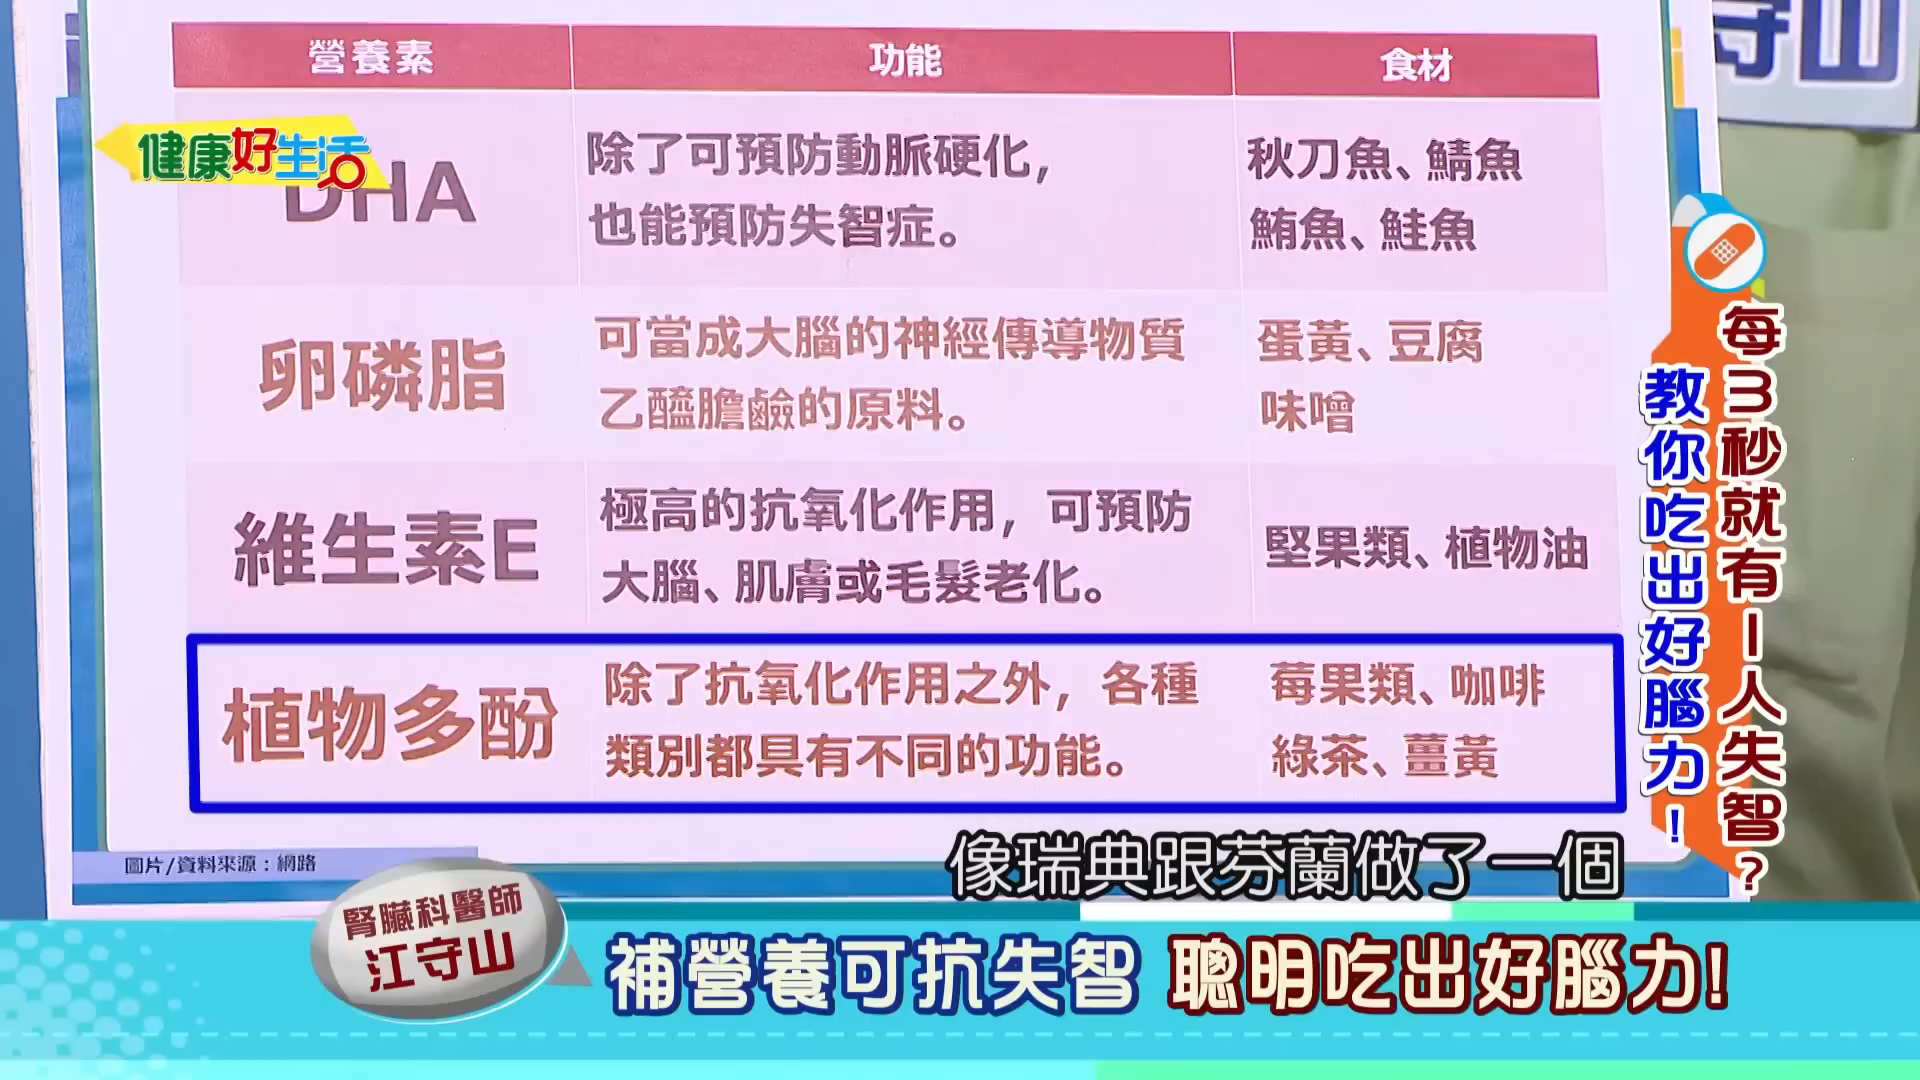 營養素 功能 食材
健康好生活
DHA
除了可預防動脈硬化,
也能預防失智症。
秋刀魚、鯖魚
鮪魚、鮭魚
卵磷脂
可當成大腦的神經傳導物質
乙醯膽鹼的原料。
蛋黃、豆腐
味噌
維生素E
極高的抗氧化作用,可預防
大腦、肌膚或毛髮老化。
堅果類、植物油
植物多酚
除了抗氧化作用之外,各種
類別都具有不同的功能。
莓果類、咖啡
綠茶、薑黃
守山
每3秒就有1人失智?
教你吃出好腦力!
圖片/資料來源:網路
像瑞典跟芬蘭做了一個
腎臟科醫師
江守山
補營養可抗失智 聰明吃出好腦力!